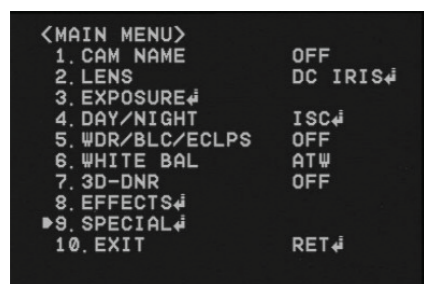 <MAIN MENU>
1. CAM NAME OFF
2. LENS DC IRIS↲
3. EXPOSURE↲
4. DAY/NIGHT ISC↲
5. WDR/BLC/ECLPS OFF
6. WHITE BAL ATW
7. 3D-DNR OFF
8. EFFECTS↲
▶9. SPECIAL↲
10. EXIT RET↲